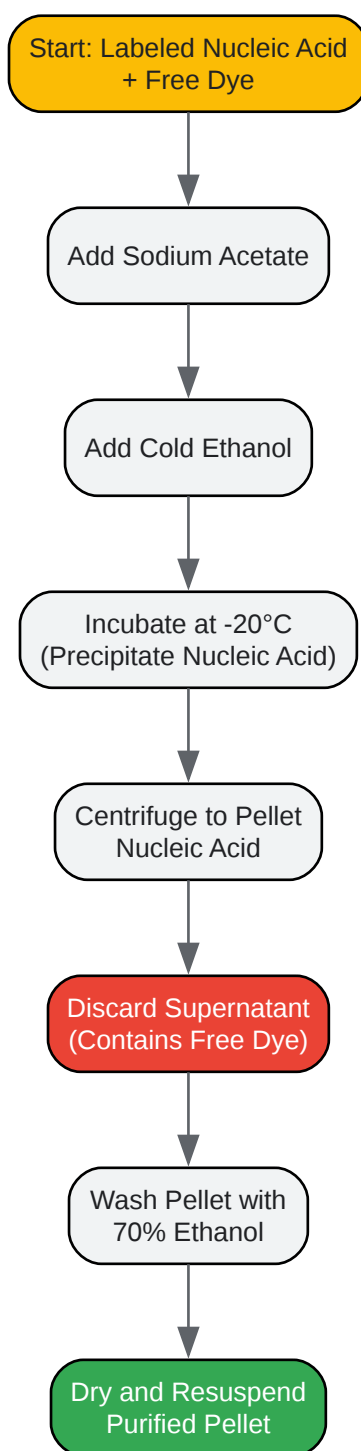 Start: Labeled Nucleic Acid
+ Free Dye
Add Sodium Acetate
Add Cold Ethanol
Incubate at -20°C
(Precipitate Nucleic Acid)
Centrifuge to Pellet
Nucleic Acid
Discard Supernatant
(Contains Free Dye)
Wash Pellet with
70% Ethanol
Dry and Resuspend
Purified Pellet